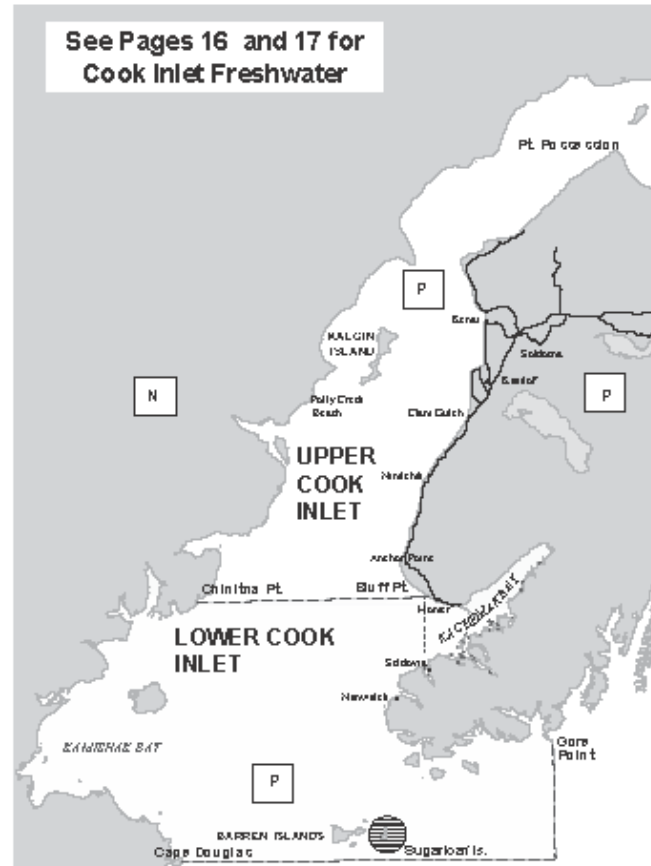 See Pages 16 and 17 for
Cook Inlet Freshwater
Pt. Possession
P
Kenai
KALGIN
ISLAND
Soldotna
Kasilof
N
P
Polly Creek
Beach
Clam Gulch
UPPER
COOK
INLET
Ninilchik
Anchor Point
Chinitna Pt.
Bluff Pt.
Homer
KACHEMAK BAY
LOWER COOK
INLET
Seldovia
Nanwalek
KAMISHAK BAY
Gore
Point
P
BARREN ISLANDS
Sugarloaf Is.
Cape Douglas